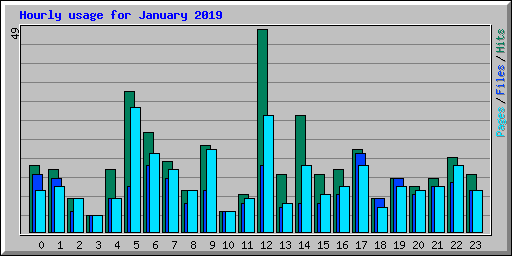 Hourly usage for January 2019
49
Pages/Files/Hits
0 1 2 3 4 5 6 7 8 9 10 11 12 13 14 15 16 17 18 19 20 21 22 23